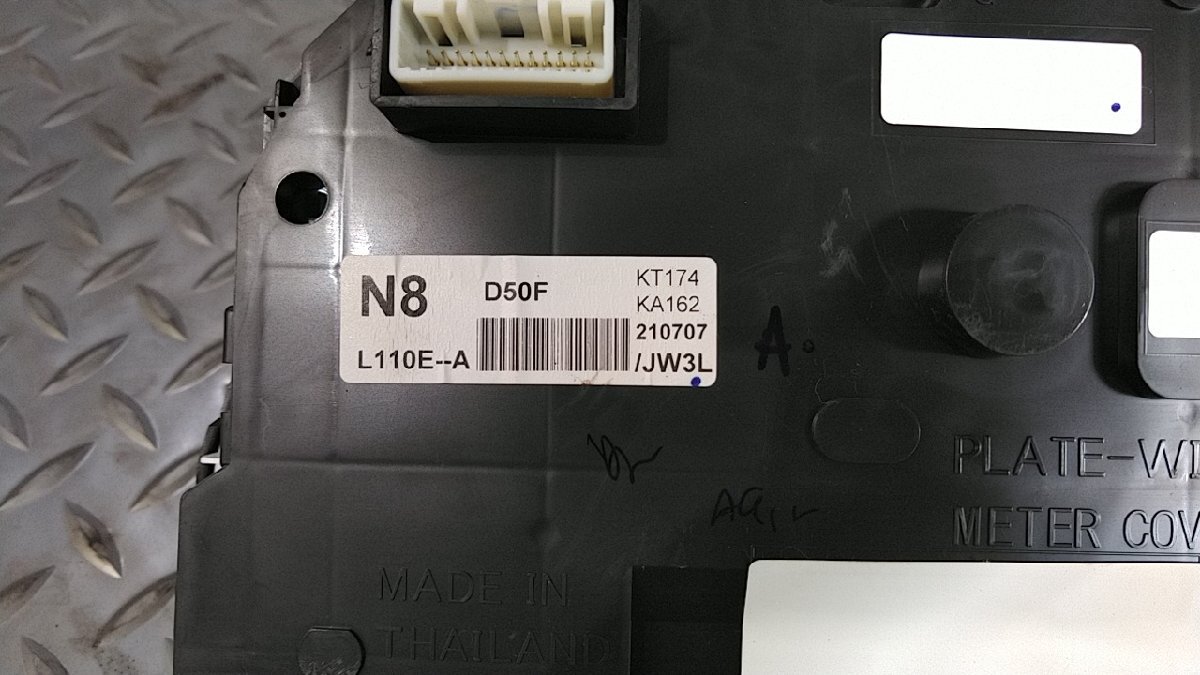 N8
D50F
KT174
KA162
210707
L110E--A
/JW3L
A.
PLATE-WI
METER COV
MADE IN
THAILAND